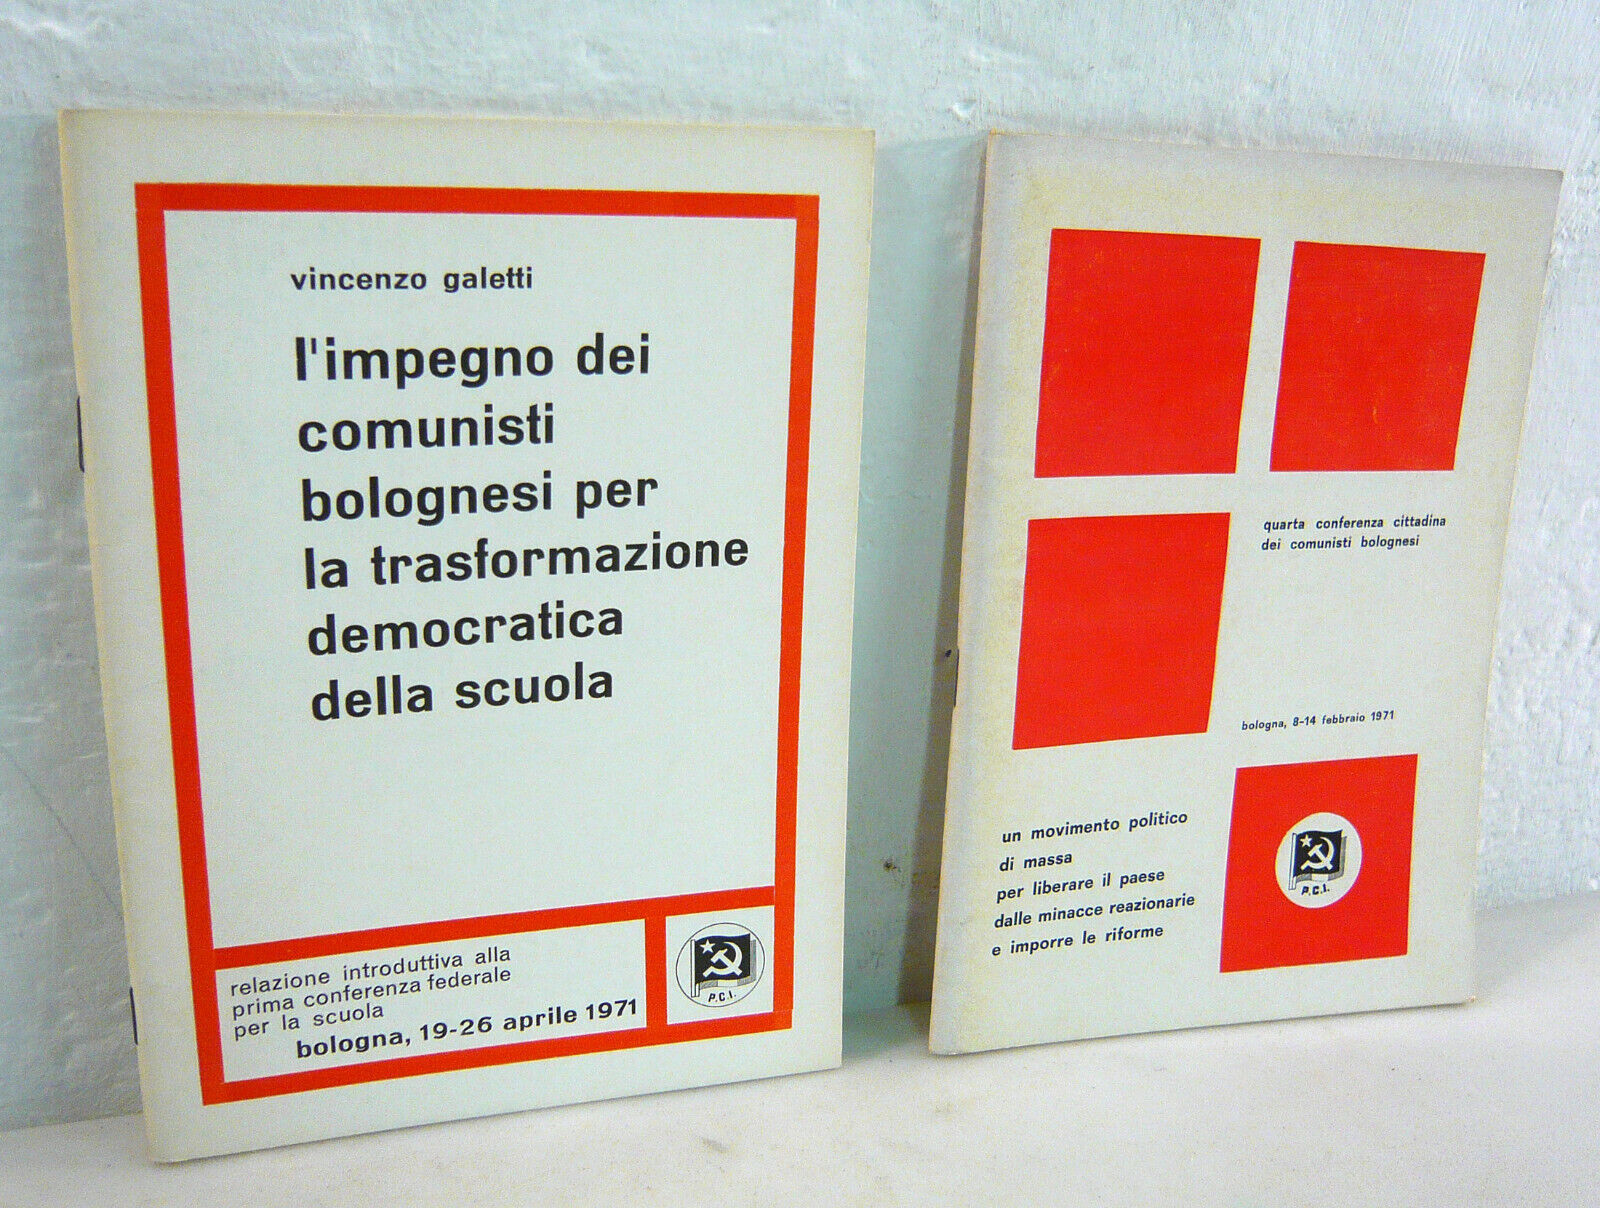 vincenzo galetti
l'impegno dei
comunisti
bolognesi per
la trasformazione
democratica
della scuola
relazione introduttiva alla
prima conferenza federale
per la scuola
bologna, 19-26 aprile 1971
P.C.I.
quarta conferenza cittadina
dei comunisti bolognesi
bologna, 8-14 febbraio 1971
un movimento politico
di massa
per liberare il paese
dalle minacce reazionarie
e imporre le riforme
P.C.I.